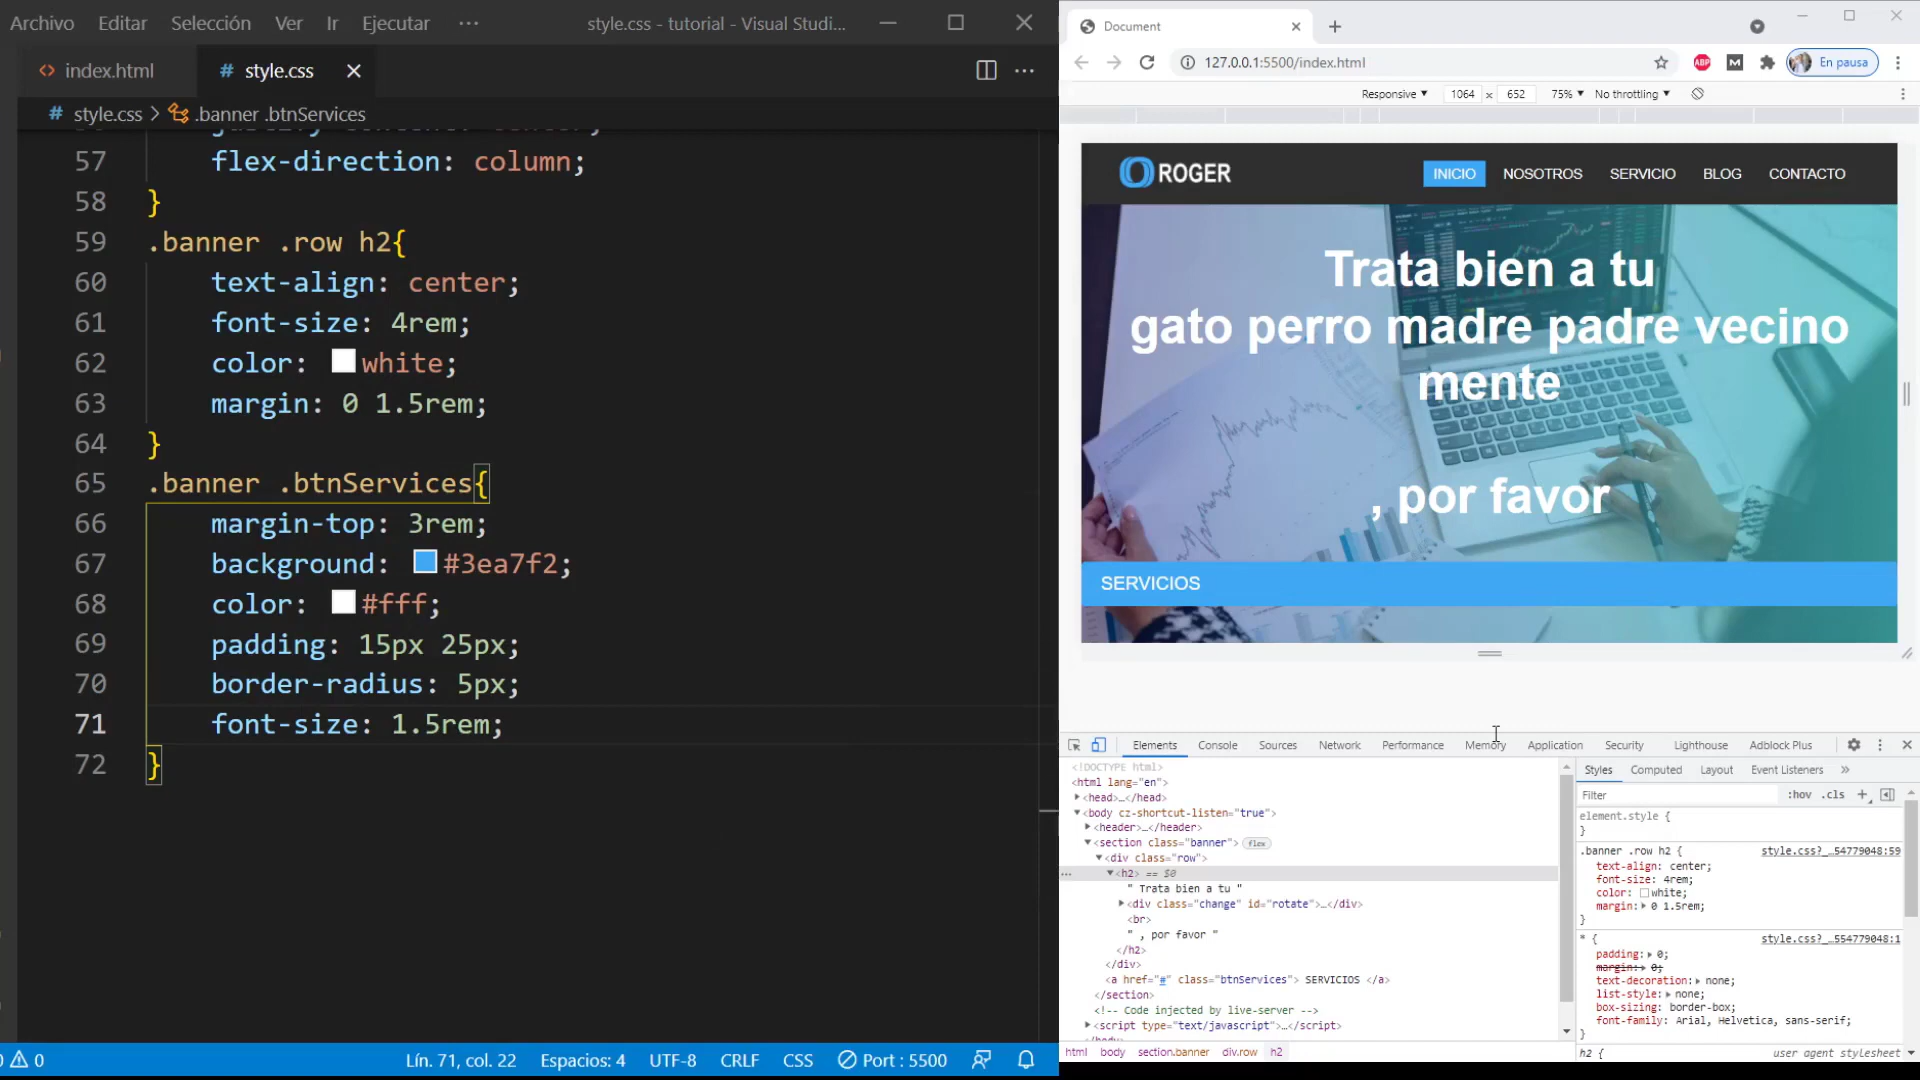 Archivo Editar Selección Ver Ir Ejecutar ···
style.css - tutorial - Visual Studi...
index.html
# style.css
# style.css > .banner .btnServices
57 flex-direction: column;
58 }
59 .banner .row h2{
60 text-align: center;
61 font-size: 4rem;
62 color: white;
63 margin: 0 1.5rem;
64 }
65 .banner .btnServices{
66 margin-top: 3rem;
67 background: #3ea7f2;
68 color: #fff;
69 padding: 15px 25px;
70 border-radius: 5px;
71 font-size: 1.5rem;
72 }
0
Lín. 71, col. 22 Espacios: 4 UTF-8 CRLF CSS Port : 5500
Document
127.0.0.1:5500/index.html
ABP M En pausa
Responsive 1064 x 652 75% No throttling
ROGER
INICIO NOSOTROS SERVICIO BLOG CONTACTO
Trata bien a tu
gato perro madre padre vecino
mente
, por favor
SERVICIOS
Elements Console Sources Network Performance Memory Application Security Lighthouse Adblock Plus
<!DOCTYPE html>
<html lang="en">
<head>…</head>
<body cz-shortcut-listen="true">
<header>…</header>
<section class="banner"> flex
<div class="row">
<h2> == $0
" Trata bien a tu "
<div class="change" id="rotate">…</div>
<br>
" , por favor "
</h2>
</div>
<a href="#" class="btnServices"> SERVICIOS </a>
</section>
<!-- Code injected by live-server -->
<script type="text/javascript">…</script>
html body section.banner div.row h2
Styles Computed Layout Event Listeners »
Filter :hov .cls +
element.style {
}
.banner .row h2 { style.css?_…54779048:59
text-align: center;
font-size: 4rem;
color: white;
margin: 0 1.5rem;
}
* { style.css?_…554779048:1
padding: 0;
margin: 0;
text-decoration: none;
list-style: none;
box-sizing: border-box;
font-family: Arial, Helvetica, sans-serif;
}
h2 { user agent stylesheet